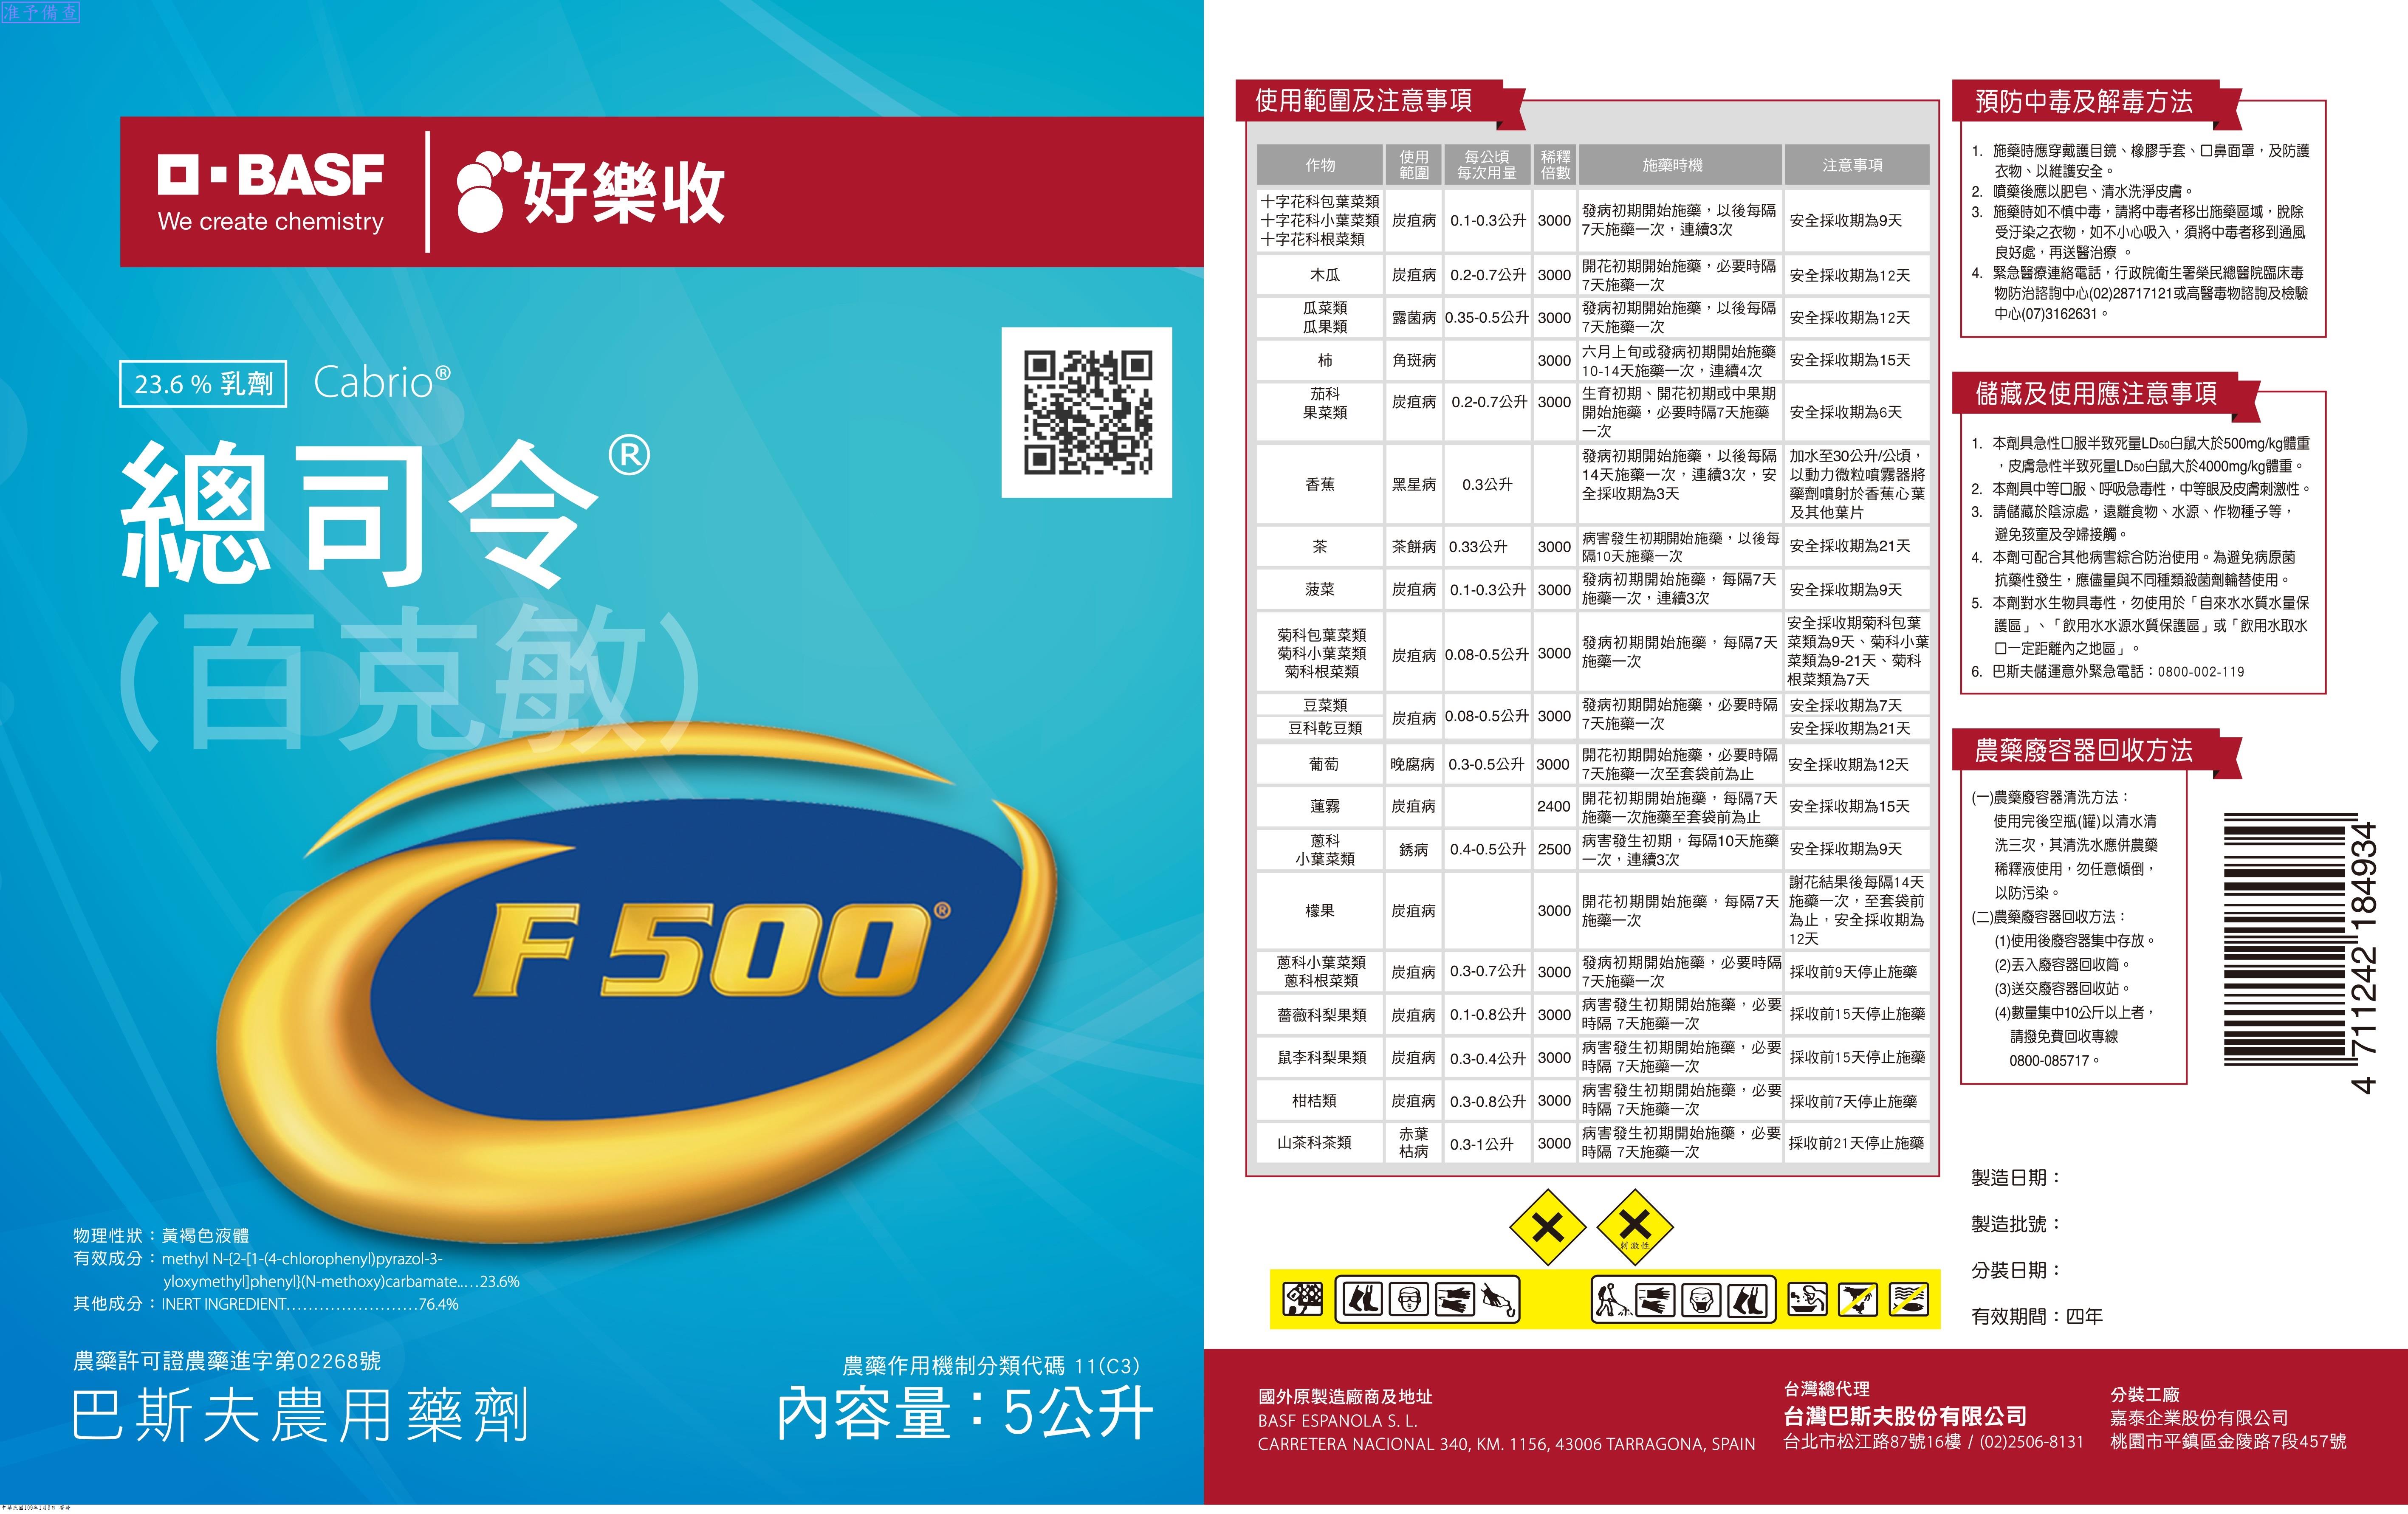 准予備查
BASF
We create chemistry
好樂收
23.6 % 乳劑
Cabrio®
總司令®
(百克敏)
F 500®
物理性狀：黃褐色液體
有效成分：methyl N-{2-[1-(4-chlorophenyl)pyrazol-3-
yloxymethyl]phenyl}(N-methoxy)carbamate.....23.6%
其他成分：INERT INGREDIENT........................76.4%
農藥許可證農藥進字第02268號
巴斯夫農用藥劑
農藥作用機制分類代碼 11(C3)
內容量：5公升
中華民國109年1月8日
使用範圍及注意事項
作物 使用範圍 每公頃每次用量 稀釋倍數 施藥時機 注意事項
十字花科包葉菜類
十字花科小葉菜類
十字花科根菜類
炭疽病 0.1-0.3公升 3000
發病初期開始施藥，以後每隔
7天施藥一次，連續3次
安全採收期為9天
木瓜 炭疽病 0.2-0.7公升 3000
開花初期開始施藥，必要時隔
7天施藥一次
安全採收期為12天
瓜菜類
瓜果類
露菌病 0.35-0.5公升 3000
發病初期開始施藥，以後每隔
7天施藥一次
安全採收期為12天
柿 角斑病 3000
六月上旬或發病初期開始施藥
10-14天施藥一次，連續4次
安全採收期為15天
茄科
果菜類
炭疽病 0.2-0.7公升 3000
生育初期、開花初期或中果期
開始施藥，必要時隔7天施藥
一次
安全採收期為6天
香蕉 黑星病 0.3公升
發病初期開始施藥，以後每隔
14天施藥一次，連續3次，安
全採收期為3天
加水至30公升/公頃，
以動力微粒噴霧器將
藥劑噴射於香蕉心葉
及其他葉片
茶 茶餅病 0.33公升 3000
病害發生初期開始施藥，以後每
隔10天施藥一次
安全採收期為21天
菠菜 炭疽病 0.1-0.3公升 3000
發病初期開始施藥，每隔7天
施藥一次，連續3次
安全採收期為9天
菊科包葉菜類
菊科小葉菜類
菊科根菜類
炭疽病 0.08-0.5公升 3000
發病初期開始施藥，每隔7天
施藥一次
安全採收期菊科包葉
菜類為9天、菊科小葉
菜類為9-21天、菊科
根菜類為7天
豆菜類
豆科乾豆類
炭疽病 0.08-0.5公升 3000
發病初期開始施藥，必要時隔
7天施藥一次
安全採收期為7天
安全採收期為21天
葡萄 晚腐病 0.3-0.5公升 3000
開花初期開始施藥，必要時隔
7天施藥一次至套袋前為止
安全採收期為12天
蓮霧 炭疽病 2400
開花初期開始施藥，每隔7天
施藥一次施藥至套袋前為止
安全採收期為15天
蔥科
小葉菜類
銹病 0.4-0.5公升 2500
病害發生初期，每隔10天施藥
一次，連續3次
安全採收期為9天
檬果 炭疽病 3000
開花初期開始施藥，每隔7天
施藥一次
謝花結果後每隔14天
施藥一次，至套袋前
為止，安全採收期為
12天
蔥科小葉菜類
蔥科根菜類
炭疽病 0.3-0.7公升 3000
發病初期開始施藥，必要時隔
7天施藥一次
採收前9天停止施藥
薔薇科梨果類 炭疽病 0.1-0.8公升 3000
病害發生初期開始施藥，必要
時隔 7天施藥一次
採收前15天停止施藥
鼠李科梨果類 炭疽病 0.3-0.4公升 3000
病害發生初期開始施藥，必要
時隔 7天施藥一次
採收前15天停止施藥
柑桔類 炭疽病 0.3-0.8公升 3000
病害發生初期開始施藥，必要
時隔 7天施藥一次
採收前7天停止施藥
山茶科茶類 赤葉枯病 0.3-1公升 3000
病害發生初期開始施藥，必要
時隔 7天施藥一次
採收前21天停止施藥
刺激性
預防中毒及解毒方法
1. 施藥時應穿戴護目鏡、橡膠手套、口鼻面罩，及防護
衣物、以維護安全。
2. 噴藥後應以肥皂、清水洗淨皮膚。
3. 施藥時如不慎中毒，請將中毒者移出施藥區域，脫除
受汙染之衣物，如不小心吸入，須將中毒者移到通風
良好處，再送醫治療 。
4. 緊急醫療連絡電話，行政院衛生署榮民總醫院臨床毒
物防治諮詢中心(02)28717121或高醫毒物諮詢及檢驗
中心(07)3162631。
儲藏及使用應注意事項
1. 本劑具急性口服半致死量LD50白鼠大於500mg/kg體重
，皮膚急性半致死量LD50白鼠大於4000mg/kg體重。
2. 本劑具中等口服、呼吸急毒性，中等眼及皮膚刺激性。
3. 請儲藏於陰涼處，遠離食物、水源、作物種子等，
避免孩童及孕婦接觸。
4. 本劑可配合其他病害綜合防治使用。為避免病原菌
抗藥性發生，應儘量與不同種類殺菌劑輪替使用。
5. 本劑對水生物具毒性，勿使用於「自來水水質水量保
護區」、「飲用水水源水質保護區」或「飲用水取水
口一定距離內之地區」。
6. 巴斯夫儲運意外緊急電話：0800-002-119
農藥廢容器回收方法
(一)農藥廢容器清洗方法：
使用完後空瓶(罐)以清水清
洗三次，其清洗水應併農藥
稀釋液使用，勿任意傾倒，
以防污染。
(二)農藥廢容器回收方法：
(1)使用後廢容器集中存放。
(2)丟入廢容器回收筒。
(3)送交廢容器回收站。
(4)數量集中10公斤以上者，
請撥免費回收專線
0800-085717。
4 711242 184934
製造日期：
製造批號：
分裝日期：
有效期間：四年
國外原製造廠商及地址
BASF ESPANOLA S. L.
CARRETERA NACIONAL 340, KM. 1156, 43006 TARRAGONA, SPAIN
台灣總代理
台灣巴斯夫股份有限公司
台北市松江路87號16樓 / (02)2506-8131
分裝工廠
嘉泰企業股份有限公司
桃園市平鎮區金陵路7段457號